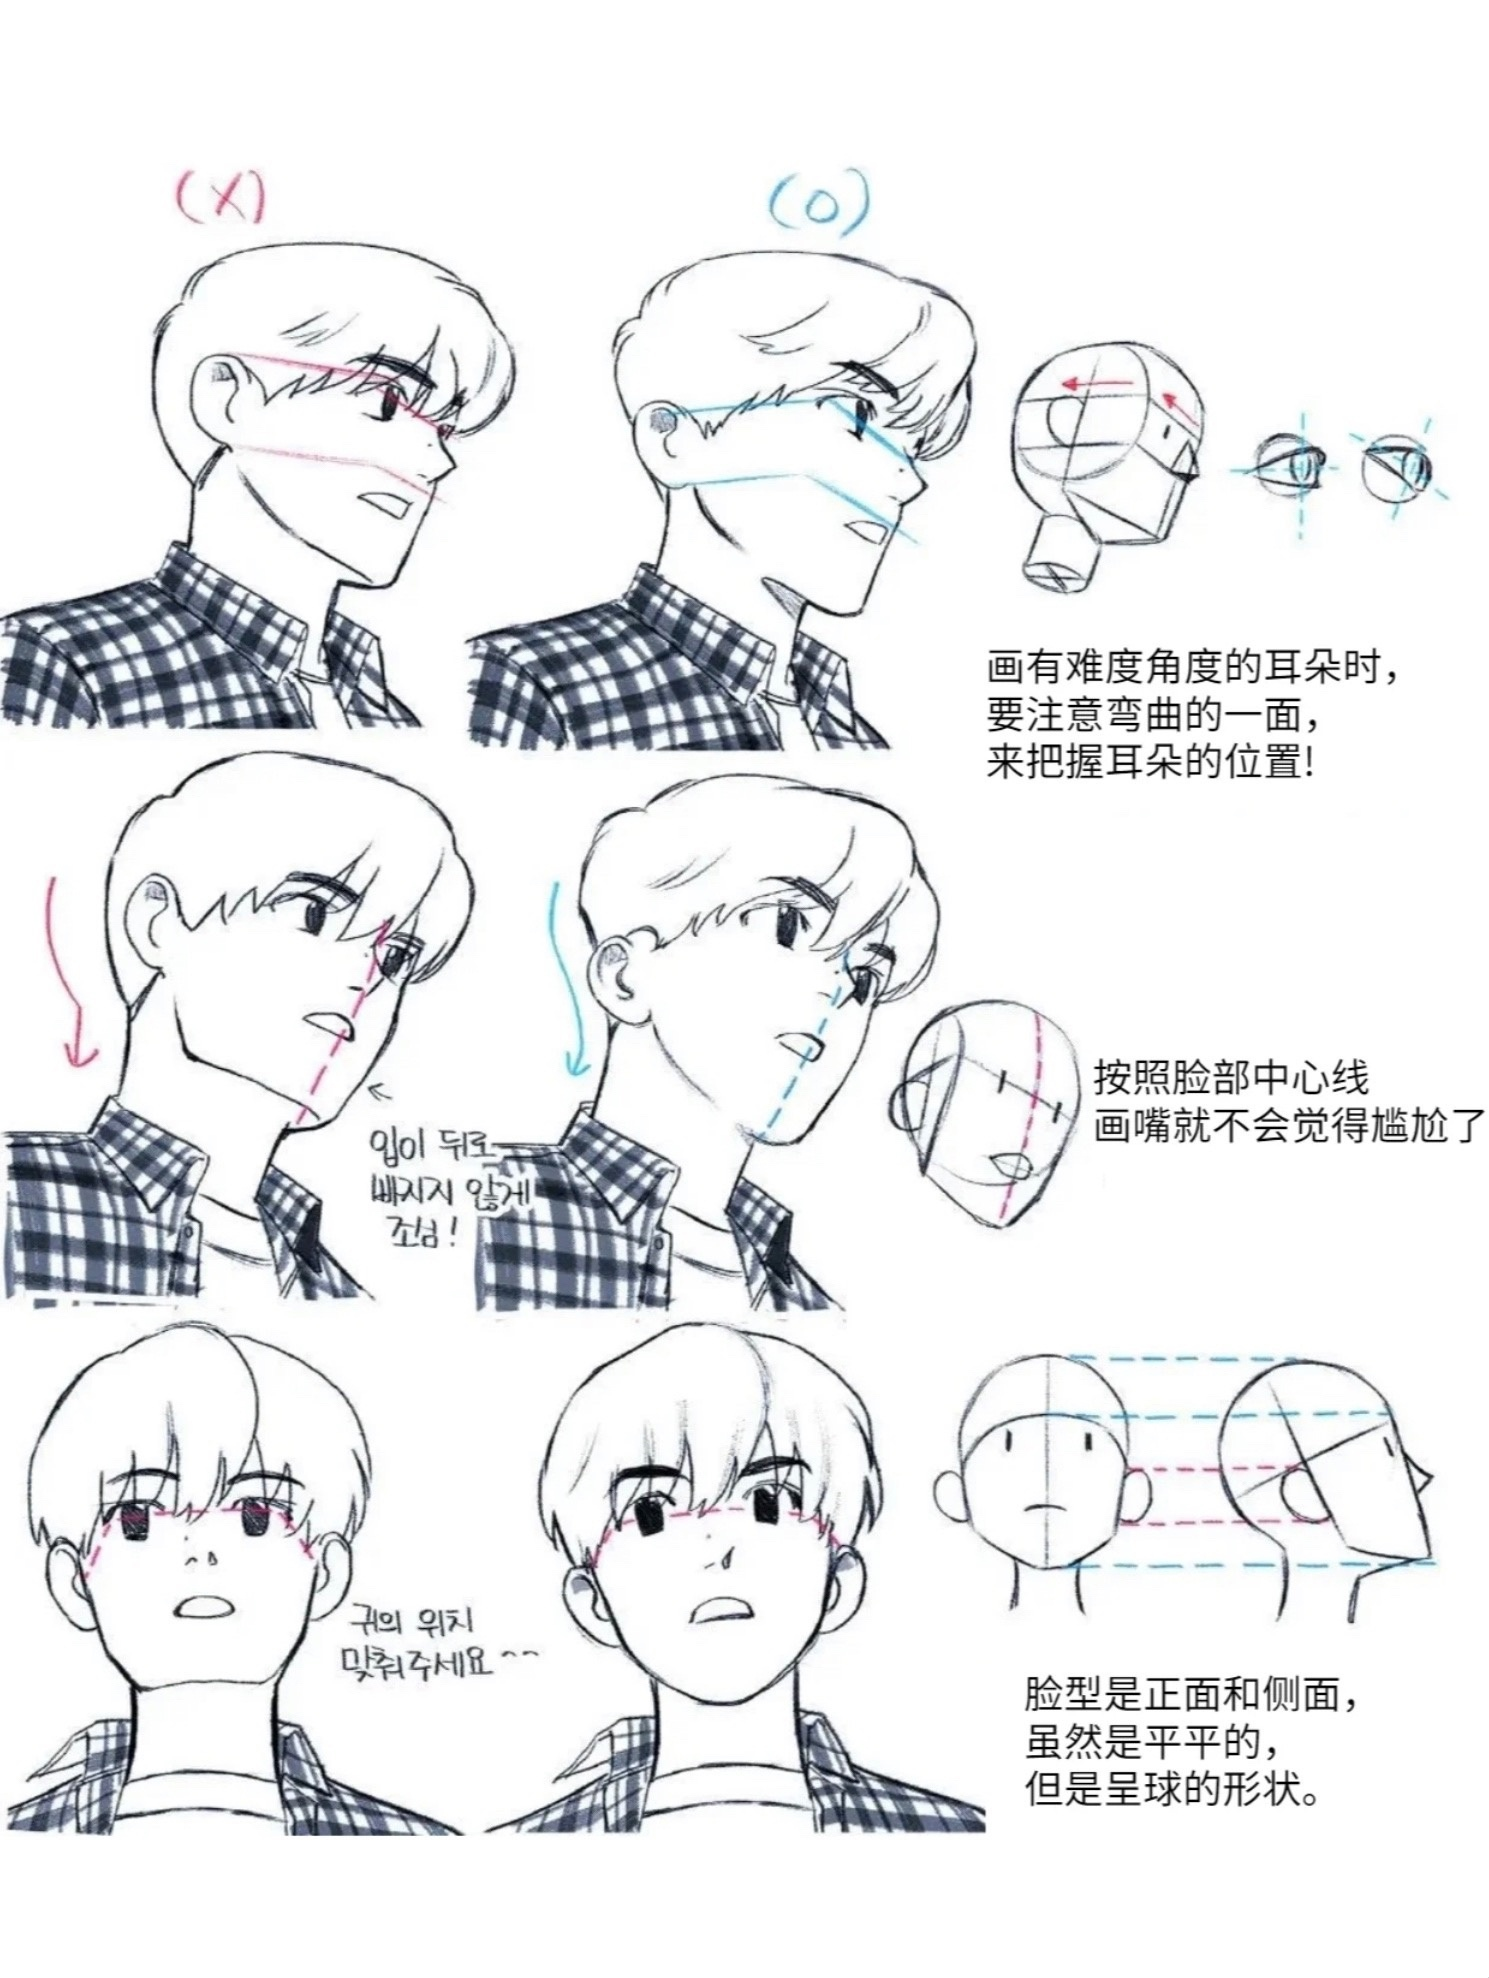 (X)
(O)
画有难度角度的耳朵时，
要注意弯曲的一面，
来把握耳朵的位置!
按照脸部中心线
画嘴就不会觉得尴尬了
입이 뒤로
빠지지 않게
조심!
귀의 위치
맞춰주세요~~
脸型是正面和侧面，
虽然是平平的，
但是呈球的形状。